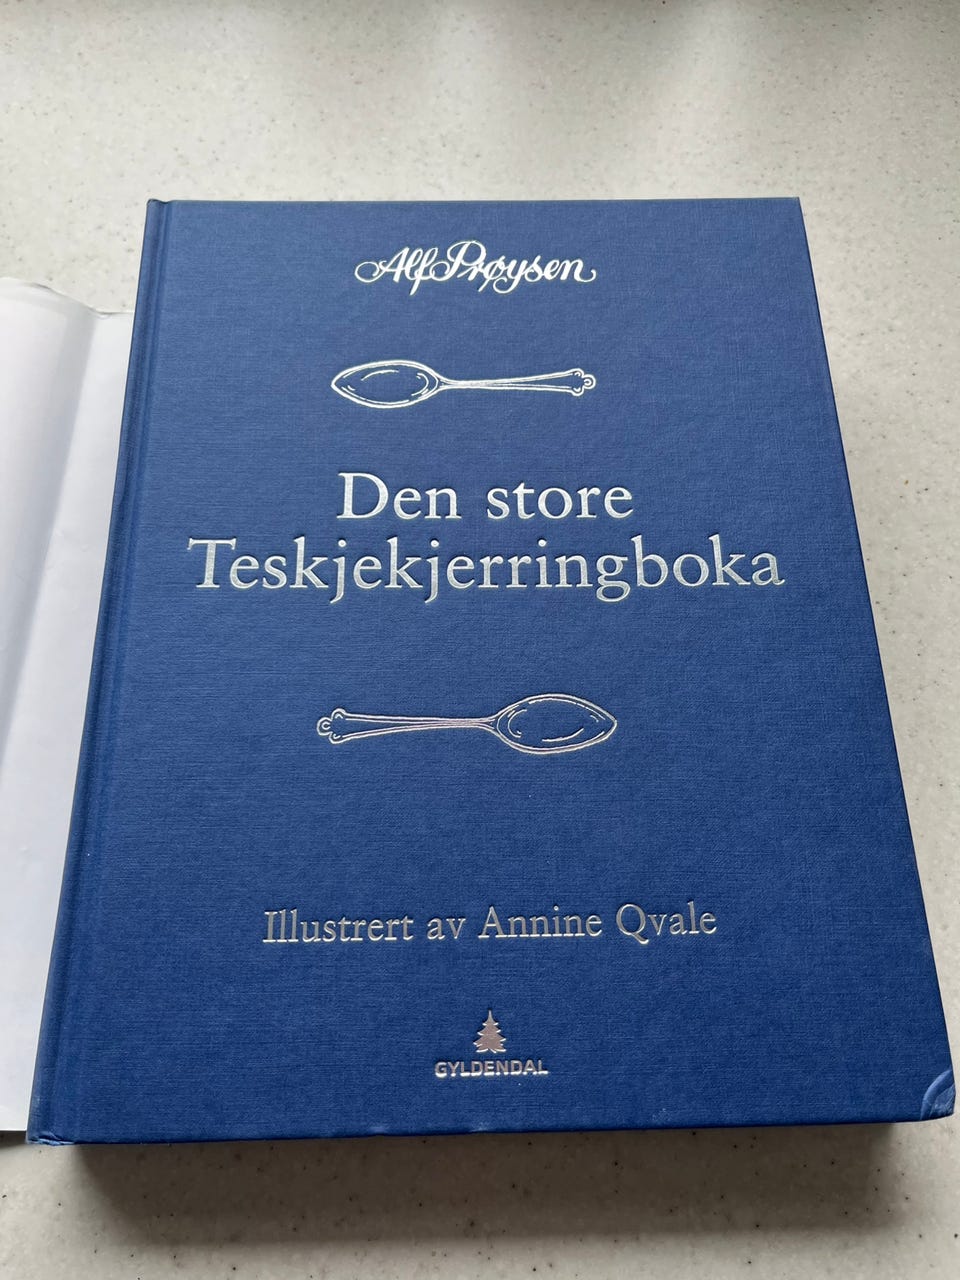 Alf Prøysen
Den store
Teskjekjerringboka
Illustrert av Annine Qvale
GYLDENDAL